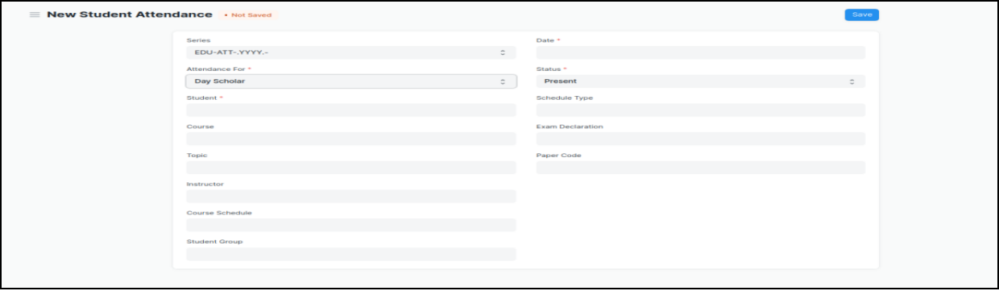 New Student Attendance • Not Saved Save
Series
EDU-ATT-.YYYY.-
Attendance For *
Day Scholar
Student *
Course
Topic
Instructor
Course Schedule
Student Group
Date *
Status *
Present
Schedule Type
Exam Declaration
Paper Code